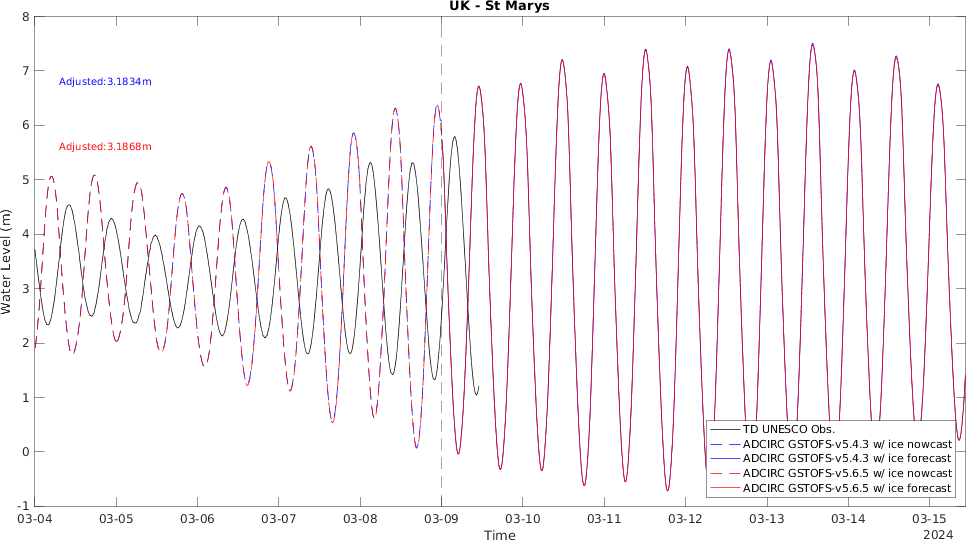 UK - St Marys
8
7
6
5
4
3
2
1
0
-1
Water Level (m)
Adjusted:3.1834m
Adjusted:3.1868m
TD UNESCO Obs.
ADCIRC GSTOFS-v5.4.3 w/ ice nowcast
ADCIRC GSTOFS-v5.4.3 w/ ice forecast
ADCIRC GSTOFS-v5.6.5 w/ ice nowcast
ADCIRC GSTOFS-v5.6.5 w/ ice forecast
03-04 03-05 03-06 03-07 03-08 03-09 03-10 03-11 03-12 03-13 03-14 03-15
Time
2024